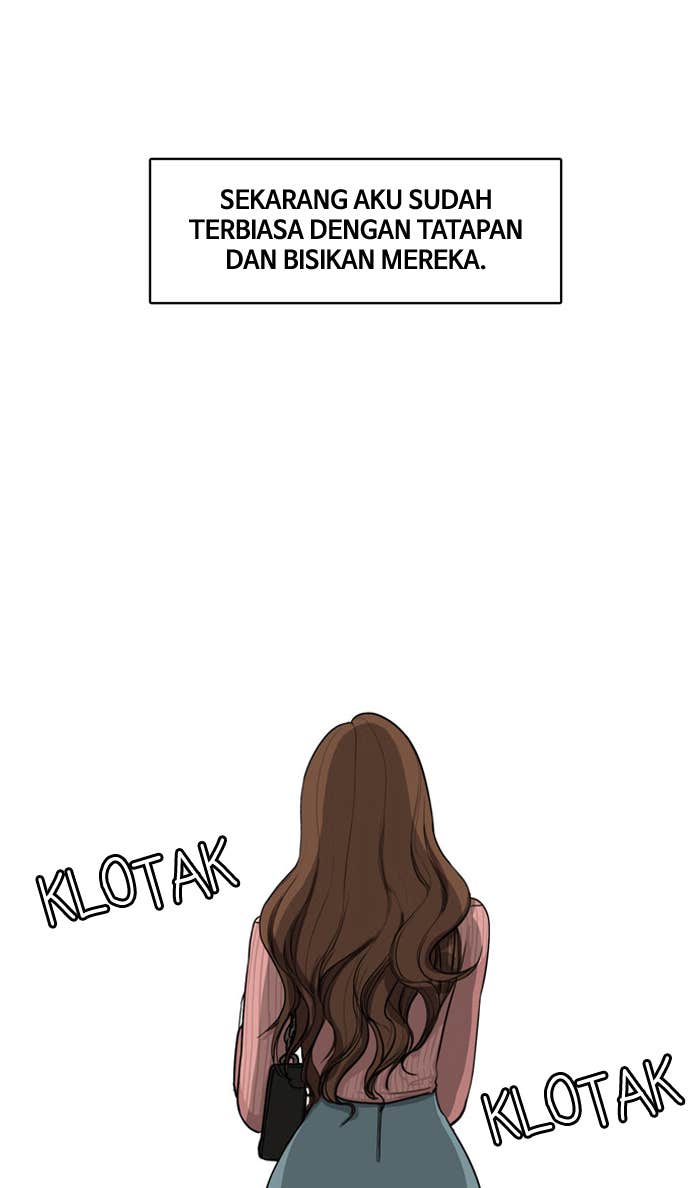 SEKARANG AKU SUDAH
TERBIASA DENGAN TATAPAN
DAN BISIKAN MEREKA.
KLOTAK
KLOTAK